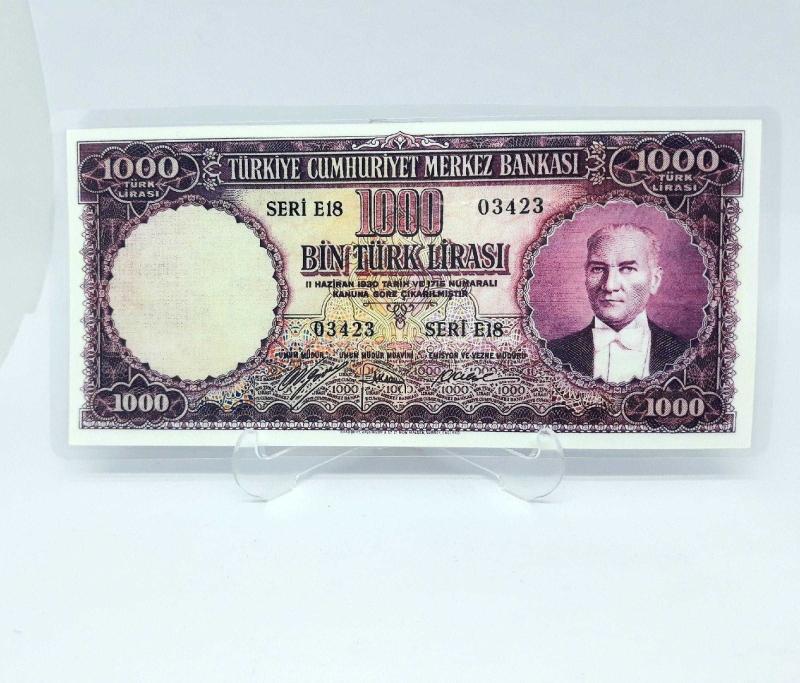 1000 TÜRKİYE CUMHURİYET MERKEZ BANKASI 1000
TÜRK LİRASI TÜRK LİRASI
SERİ E18 1000 03423
BİN TÜRK LİRASI
11 HAZİRAN 1930 TARİH VE 1715 NUMARALI
KANUNA GÖRE ÇIKARILMIŞTIR
03423 SERİ E18
UMUM MÜDÜR UMUM MÜDÜR MUAVİNİ EMİSYON VE VEZNE MÜDÜRÜ
1000 1000